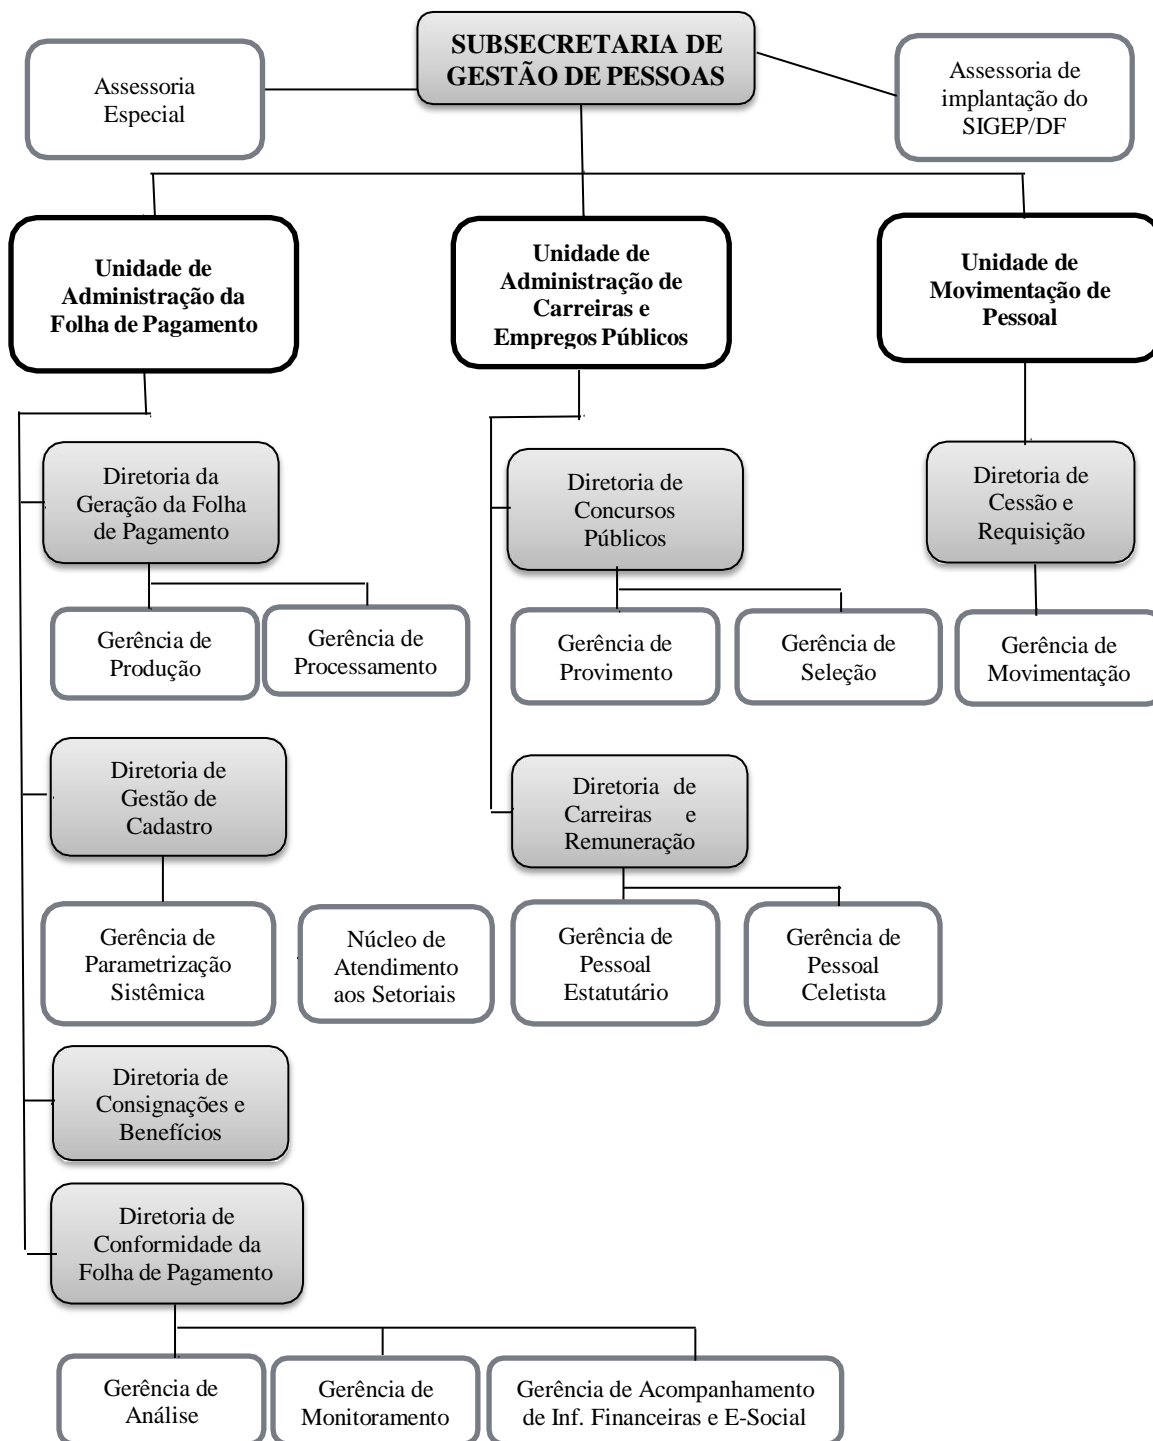 SUBSECRETARIA DE
GESTÃO DE PESSOAS
Assessoria
Especial
Assessoria de
implantação do
SIGEP/DF
Unidade de
Administração da
Folha de Pagamento
Unidade de
Administração de
Carreiras e
Empregos Públicos
Unidade de
Movimentação de
Pessoal
Diretoria da
Geração da Folha
de Pagamento
Diretoria de
Concursos
Públicos
Diretoria de
Cessão e
Requisição
Gerência de
Produção
Gerência de
Processamento
Gerência de
Provimento
Gerência de
Seleção
Gerência de
Movimentação
Diretoria de
Gestão de
Cadastro
Diretoria de
Carreiras e
Remuneração
Gerência de
Parametrização
Sistêmica
Núcleo de
Atendimento
aos Setoriais
Gerência de
Pessoal
Estatutário
Gerência de
Pessoal
Celetista
Diretoria de
Consignações e
Benefícios
Diretoria de
Conformidade da
Folha de Pagamento
Gerência de
Análise
Gerência de
Monitoramento
Gerência de Acompanhamento
de Inf. Financeiras e E-Social